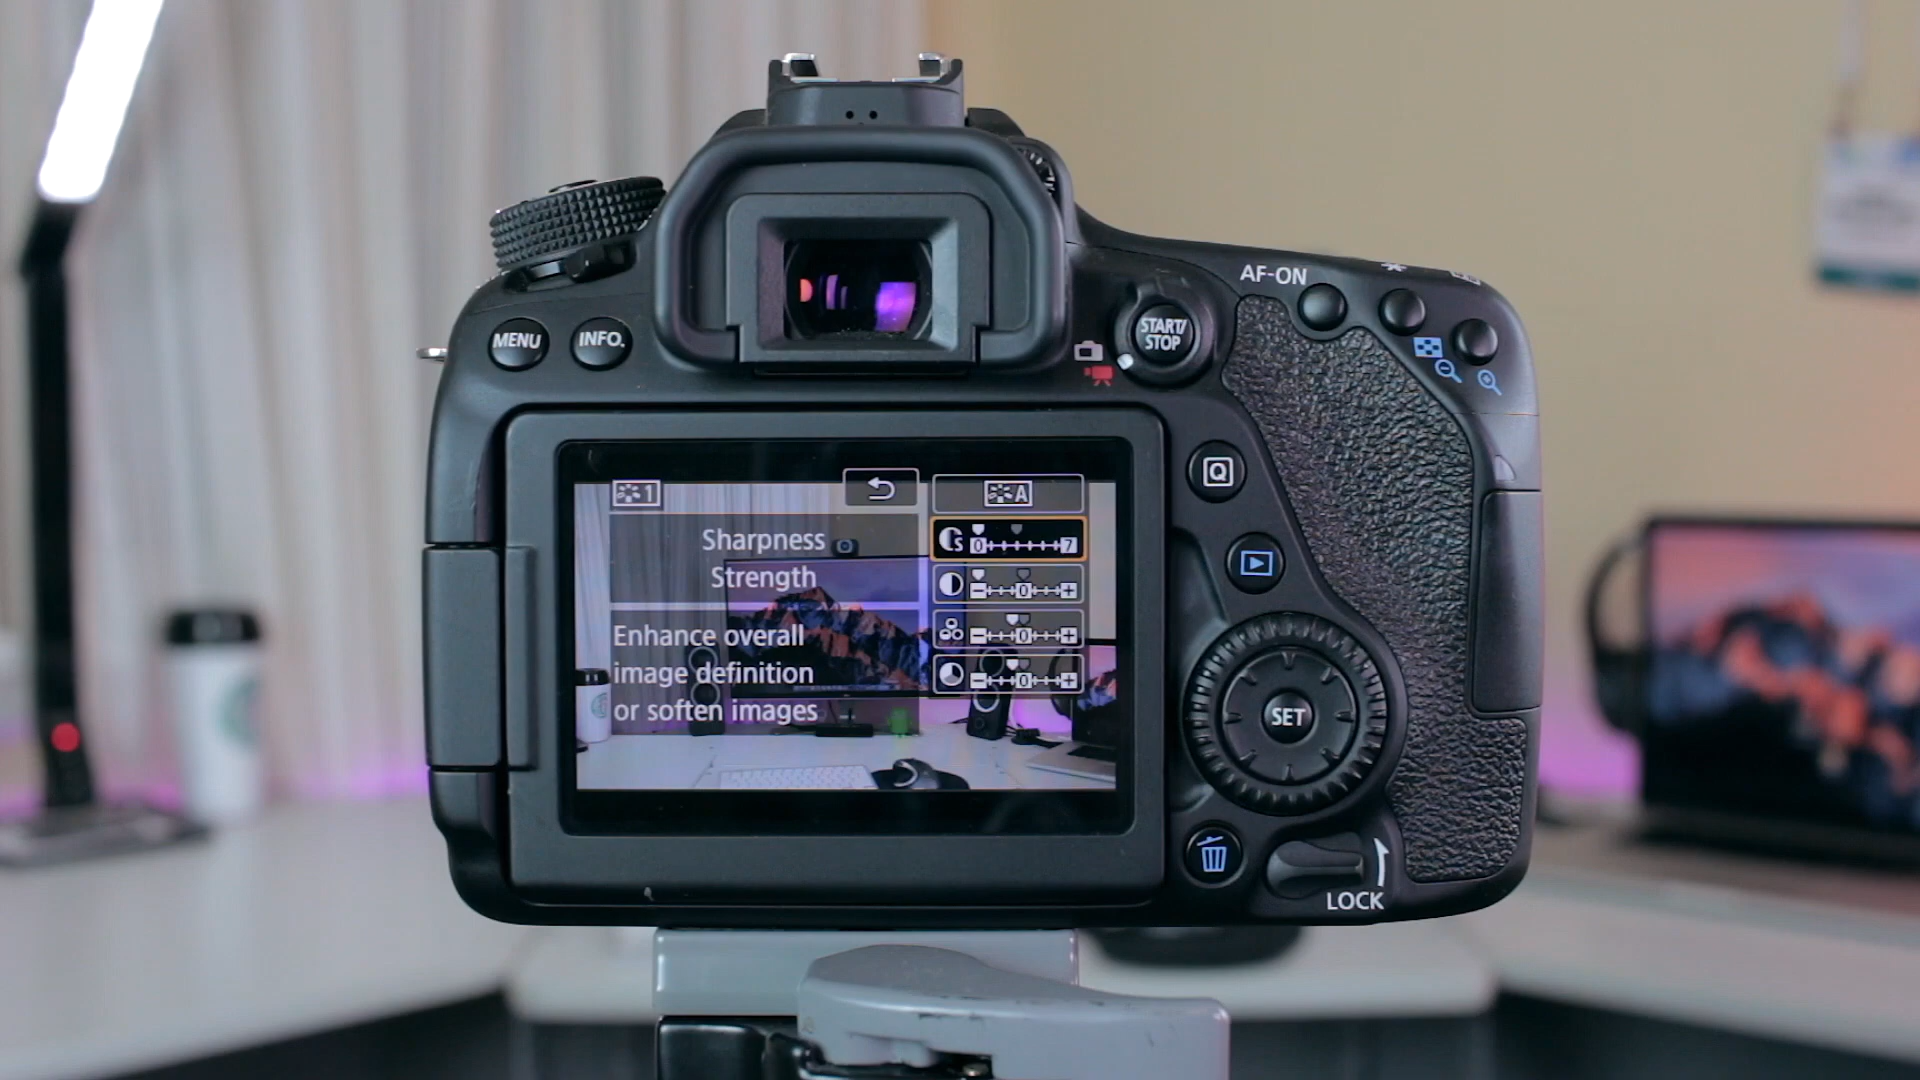 AF-ON
MENU
INFO.
START/
STOP
Q
1
A
Sharpness
Strength
S
0
7
0
Enhance overall
0
image definition
0
or soften images
SET
LOCK